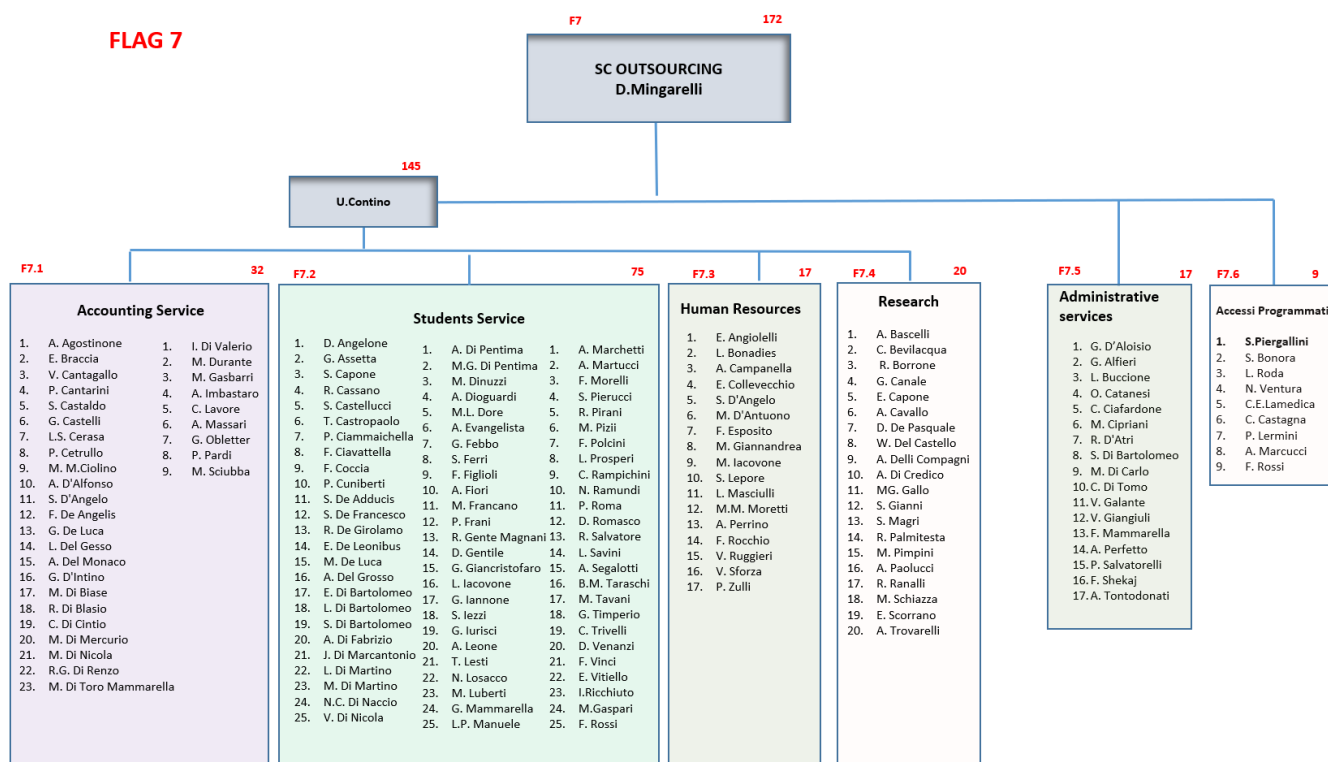 FLAG 7
F7
172
SC OUTSOURCING
D.Mingarelli
145
U.Contino
F7.1
32
Accounting Service
1. A. Agostinone
2. E. Braccia
3. V. Cantagallo
4. P. Cantarini
5. S. Castaldo
6. G. Castelli
7. L.S. Cerasa
8. P. Cetrullo
9. M. M.Ciolino
10. A. D'Alfonso
11. S. D'Angelo
12. F. De Angelis
13. G. De Luca
14. L. Del Gesso
15. A. Del Monaco
16. G. D'Intino
17. M. Di Biase
18. R. Di Blasio
19. C. Di Cintio
20. M. Di Mercurio
21. M. Di Nicola
22. R.G. Di Renzo
23. M. Di Toro Mammarella
1. I. Di Valerio
2. M. Durante
3. M. Gasbarri
4. A. Imbastaro
5. C. Lavore
6. A. Massari
7. G. Obletter
8. P. Pardi
9. M. Sciubba
F7.2
75
Students Service
1. D. Angelone
2. G. Assetta
3. S. Capone
4. R. Cassano
5. S. Castellucci
6. T. Castropaolo
7. P. Ciammaichella
8. F. Ciavattella
9. F. Coccia
10. P. Cuniberti
11. S. De Adducis
12. S. De Francesco
13. R. De Girolamo
14. E. De Leonibus
15. M. De Luca
16. A. Del Grosso
17. E. Di Bartolomeo
18. L. Di Bartolomeo
19. S. Di Bartolomeo
20. A. Di Fabrizio
21. J. Di Marcantonio
22. L. Di Martino
23. M. Di Martino
24. N.C. Di Naccio
25. V. Di Nicola
1. A. Di Pentima
2. M.G. Di Pentima
3. M. Dinuzzi
4. A. Dioguardi
5. M.L. Dore
6. A. Evangelista
7. G. Febbo
8. S. Ferri
9. F. Figlioli
10. A. Fiori
11. M. Francano
12. P. Frani
13. R. Gente Magnani
14. D. Gentile
15. G. Giancristofaro
16. L. Iacovone
17. G. Iannone
18. S. Iezzi
19. G. Iurisci
20. A. Leone
21. T. Lesti
22. N. Losacco
23. M. Luberti
24. G. Mammarella
25. L.P. Manuele
1. A. Marchetti
2. A. Martucci
3. F. Morelli
4. S. Pierucci
5. R. Pirani
6. M. Pizii
7. F. Polcini
8. L. Prosperi
9. C. Rampichini
10. N. Ramundi
11. P. Roma
12. D. Romasco
13. R. Salvatore
14. L. Savini
15. A. Segalotti
16. B.M. Taraschi
17. M. Tavani
18. G. Timperio
19. C. Trivelli
20. D. Venanzi
21. F. Vinci
22. E. Vitiello
23. I.Ricchiuto
24. M.Gaspari
25. F. Rossi
F7.3
17
Human Resources
1. E. Angiolelli
2. L. Bonadies
3. A. Campanella
4. E. Collevecchio
5. S. D'Angelo
6. M. D'Antuono
7. F. Esposito
8. M. Giannandrea
9. M. Iacovone
10. S. Lepore
11. L. Masciulli
12. M.M. Moretti
13. A. Perrino
14. F. Rocchio
15. V. Ruggieri
16. V. Sforza
17. P. Zulli
F7.4
20
Research
1. A. Bascelli
2. C. Bevilacqua
3. R. Borrone
4. G. Canale
5. E. Capone
6. A. Cavallo
7. D. De Pasquale
8. W. Del Castello
9. A. Delli Compagni
10. A. Di Credico
11. MG. Gallo
12. S. Gianni
13. S. Magri
14. R. Palmitesta
15. M. Pimpini
16. A. Paolucci
17. R. Ranalli
18. M. Schiazza
19. E. Scorrano
20. A. Trovarelli
F7.5
17
Administrative
services
1. G. D'Aloisio
2. G. Alfieri
3. L. Buccione
4. O. Catanesi
5. C. Ciafardone
6. M. Cipriani
7. R. D'Atri
8. S. Di Bartolomeo
9. M. Di Carlo
10. C. Di Tomo
11. V. Galante
12. V. Giangiuli
13. F. Mammarella
14. A. Perfetto
15. P. Salvatorelli
16. F. Shekaj
17. A. Tontodonati
F7.6
9
Accessi Programmati
1. S.Piergallini
2. S. Bonora
3. L. Roda
4. N. Ventura
5. C.E.Lamedica
6. C. Castagna
7. P. Lermini
8. A. Marcucci
9. F. Rossi